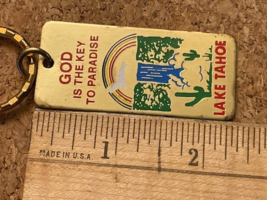 GOD
IS THE KEY
TO PARADISE
LAKE TAHOE
MADE IN U.S.A.
1
2